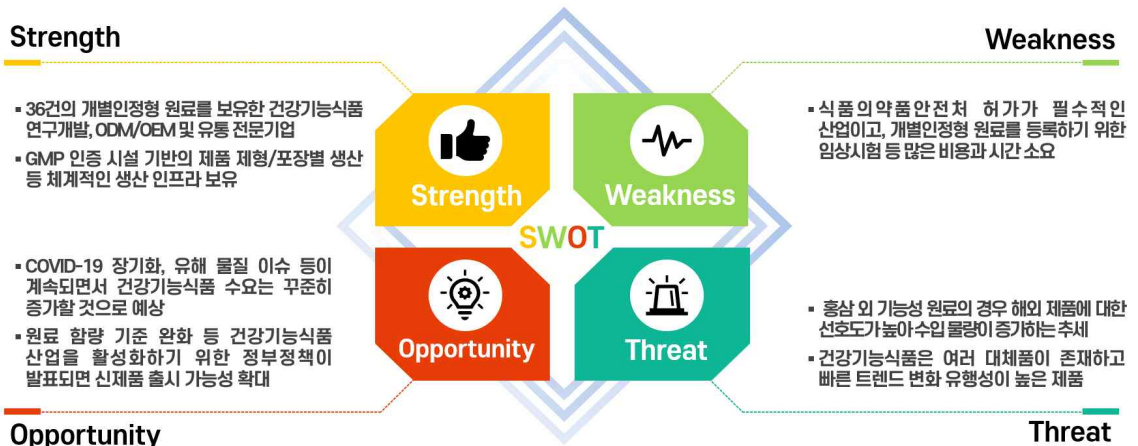 Strength
Weakness
▪ 36건의 개별인정형 원료를 보유한 건강기능식품
연구개발, ODM/OEM 및 유통 전문기업
▪ GMP 인증 시설 기반의 제품 제형/포장별 생산
등 체계적인 생산 인프라 보유
Strength
Weakness
▪ 식품의약품안전처 허가가 필수적인
산업이고, 개별인정형 원료를 등록하기 위한
임상시험 등 많은 비용과 시간 소요
SWOT
▪ COVID-19 장기화, 유해 물질 이슈 등이
계속되면서 건강기능식품 수요는 꾸준히
증가할 것으로 예상
▪ 원료 함량 기준 완화 등 건강기능식품
산업을 활성화하기 위한 정부정책이
발표되면 신제품 출시 가능성 확대
Opportunity
Threat
▪ 홍삼 외 기능성 원료의 경우 해외 제품에 대한
선호도가 높아 수입 물량이 증가하는 추세
▪ 건강기능식품은 여러 대체품이 존재하고
빠른 트렌드 변화 유행성이 높은 제품
Opportunity
Threat